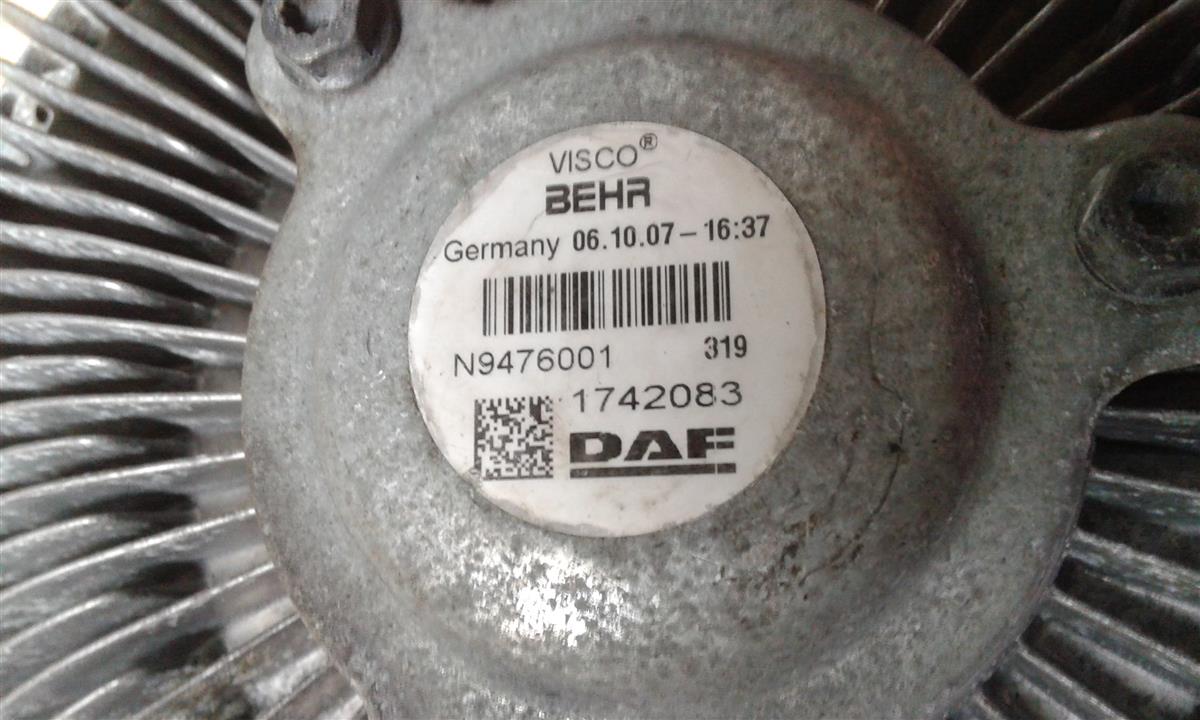 VISCO®
BEHR
Germany 06.10.07 – 16:37
N9476001 319
1742083
DAF